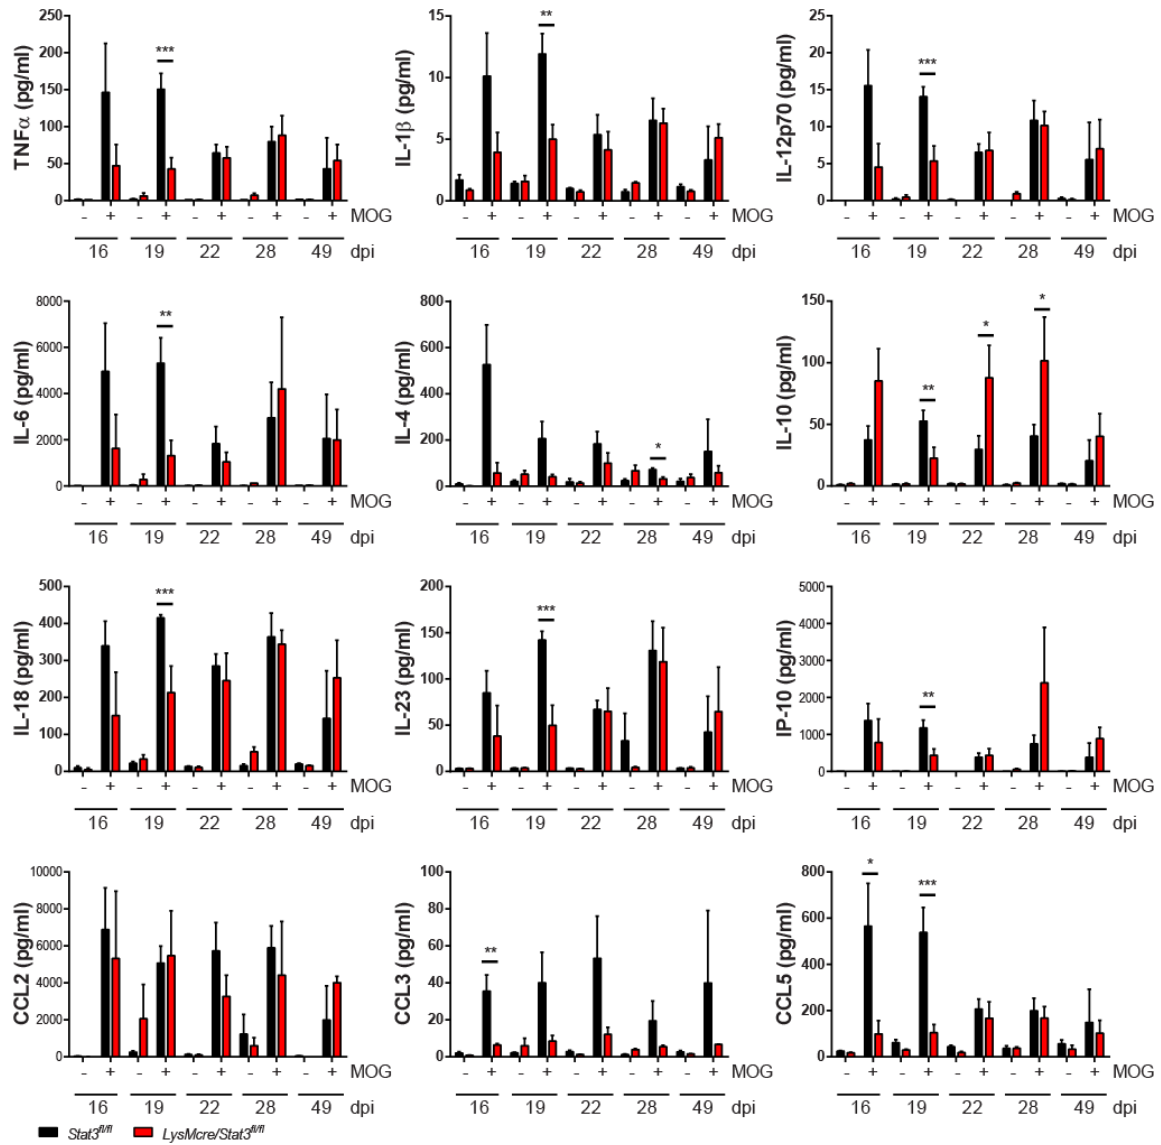 TNFα (pg/ml)
250
200
150
100
50
0
***
- + - + - + - + - + MOG
16 19 22 28 49 dpi
IL-1β (pg/ml)
15
10
5
0
**
- + - + - + - + - + MOG
16 19 22 28 49 dpi
IL-12p70 (pg/ml)
25
20
15
10
5
0
***
- + - + - + - + - + MOG
16 19 22 28 49 dpi
IL-6 (pg/ml)
8000
6000
4000
2000
0
**
- + - + - + - + - + MOG
16 19 22 28 49 dpi
IL-4 (pg/ml)
800
600
400
200
0
*
- + - + - + - + - + MOG
16 19 22 28 49 dpi
IL-10 (pg/ml)
150
100
50
0
** * *
- + - + - + - + - + MOG
16 19 22 28 49 dpi
IL-18 (pg/ml)
500
400
300
200
100
0
***
- + - + - + - + - + MOG
16 19 22 28 49 dpi
IL-23 (pg/ml)
200
150
100
50
0
***
- + - + - + - + - + MOG
16 19 22 28 49 dpi
IP-10 (pg/ml)
5000
4000
3000
2000
1000
0
**
- + - + - + - + - + MOG
16 19 22 28 49 dpi
CCL2 (pg/ml)
10000
8000
6000
4000
2000
0
- + - + - + - + - + MOG
16 19 22 28 49 dpi
CCL3 (pg/ml)
100
80
60
40
20
0
**
- + - + - + - + - + MOG
16 19 22 28 49 dpi
CCL5 (pg/ml)
800
600
400
200
0
* ***
- + - + - + - + - + MOG
16 19 22 28 49 dpi
Stat3fl/fl LysMcre/Stat3fl/fl